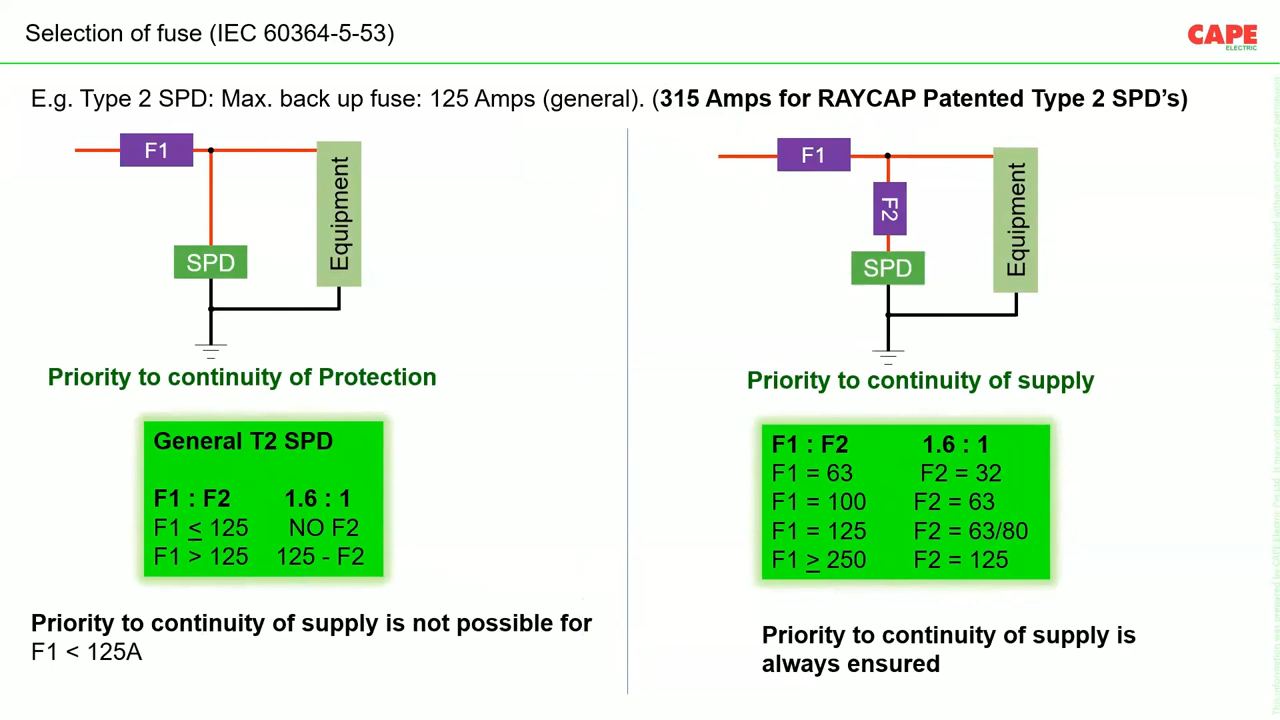 Selection of fuse (IEC 60364-5-53)
CAPE
ELECTRIC
E.g. Type 2 SPD: Max. back up fuse: 125 Amps (general). (315 Amps for RAYCAP Patented Type 2 SPD’s)
F1
SPD
Equipment
Priority to continuity of Protection
General T2 SPD
F1 : F2 1.6 : 1
F1 ≤ 125 NO F2
F1 > 125 125 - F2
Priority to continuity of supply is not possible for
F1 < 125A
F1
F2
SPD
Equipment
Priority to continuity of supply
F1 : F2 1.6 : 1
F1 = 63 F2 = 32
F1 = 100 F2 = 63
F1 = 125 F2 = 63/80
F1 ≥ 250 F2 = 125
Priority to continuity of supply is
always ensured